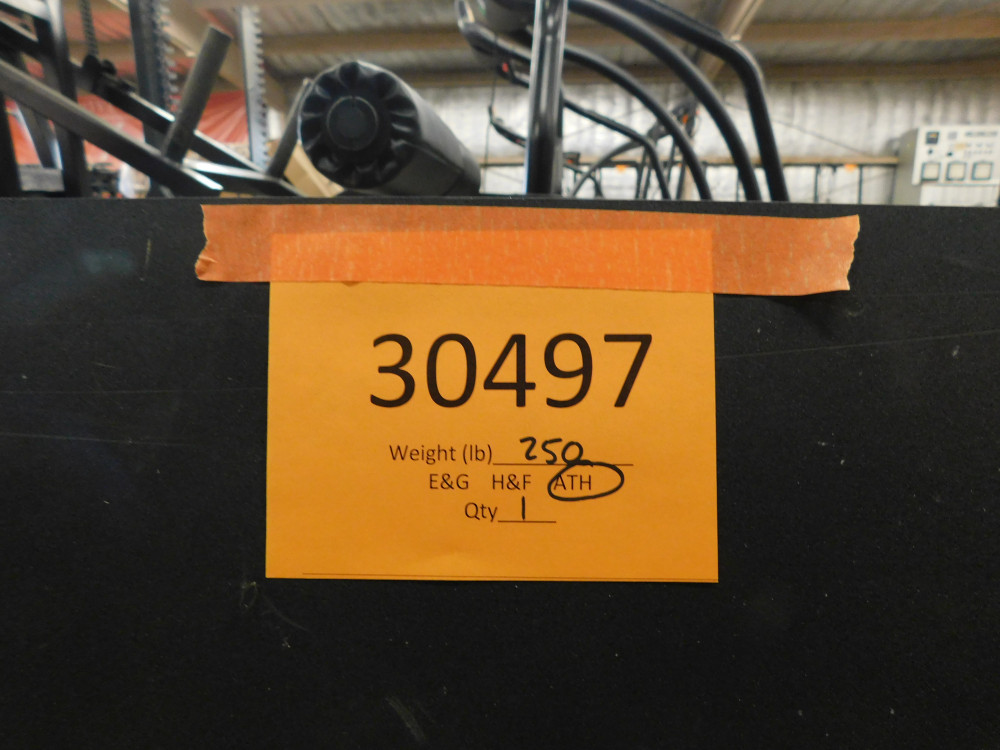 30497
Weight (lb) 250
E&G H&F ATH
Qty 1